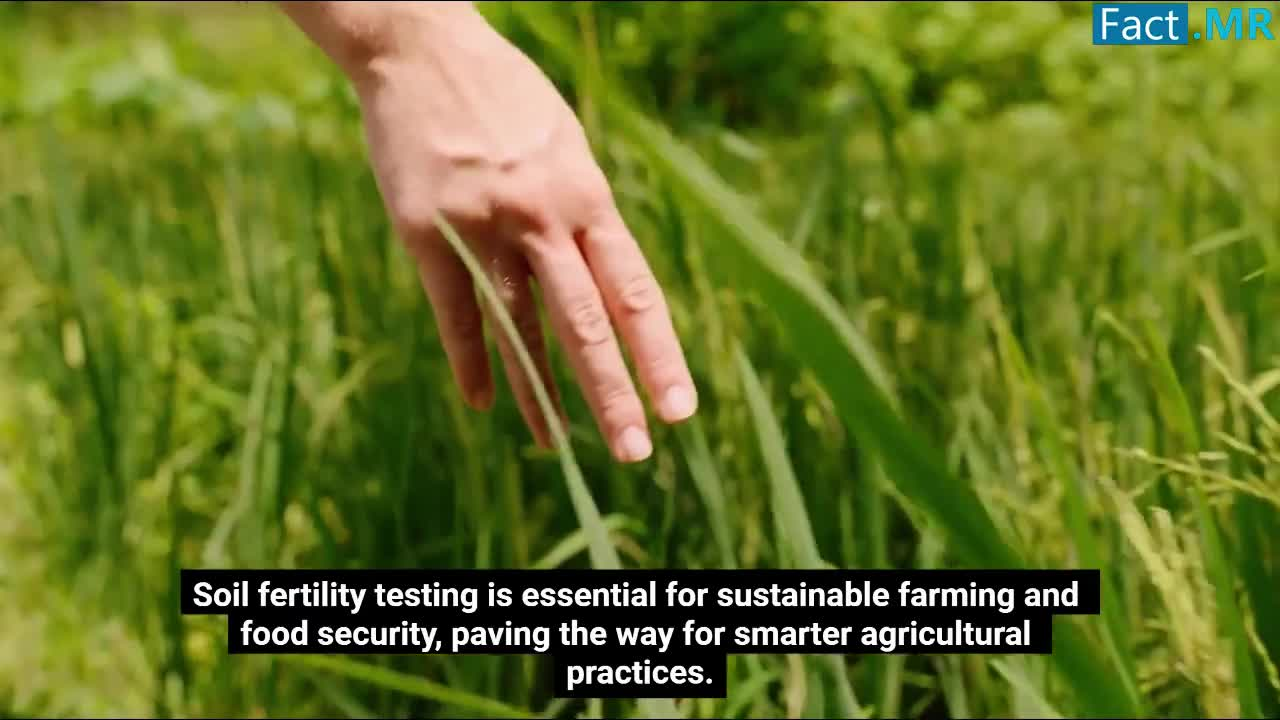 Fact.MR
Soil fertility testing is essential for sustainable farming and
food security, paving the way for smarter agricultural
practices.